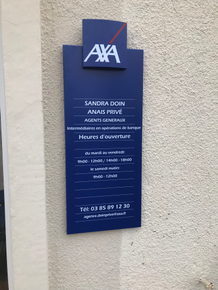 AXA
SANDRA DOIN
ANAIS PRIVÉ
AGENTS GENERAUX
Intermédiaires en opérations de banque
Heures d'ouverture
du mardi au vendredi
9h00 - 12h00 / 14h00 - 18h00
le samedi matin
9h00 - 12h00
Tél: 03 85 89 12 30